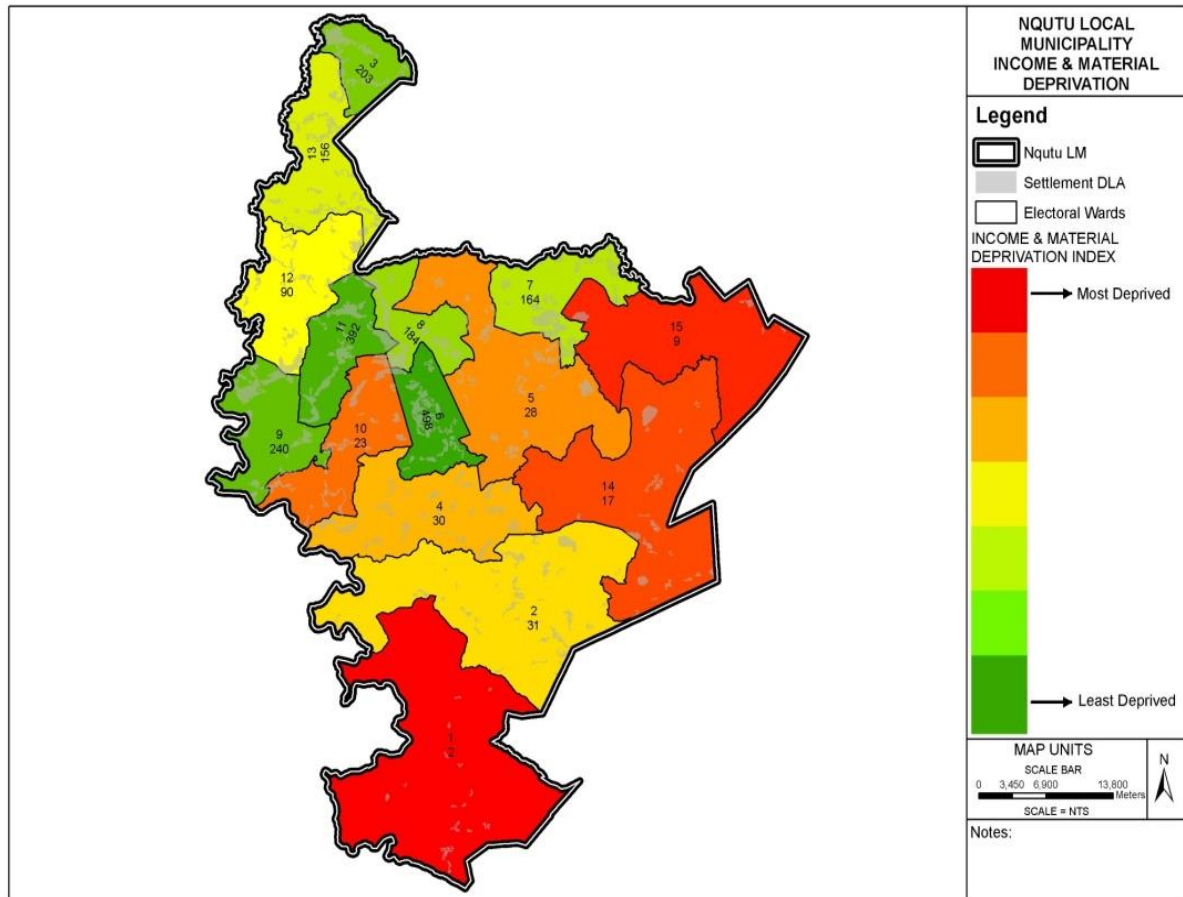 NQUTU LOCAL
MUNICIPALITY
INCOME & MATERIAL
DEPRIVATION
Legend
Nqutu LM
Settlement DLA
Electoral Wards
INCOME & MATERIAL
DEPRIVATION INDEX
Most Deprived
Least Deprived
MAP UNITS
SCALE BAR
0 3,450 6,900 13,800
Meters
SCALE = NTS
N
Notes:
3
203
13
156
12
90
11
392
8
184
7
164
15
9
5
28
6
498
10
23
9
240
14
17
4
30
2
31
1
2